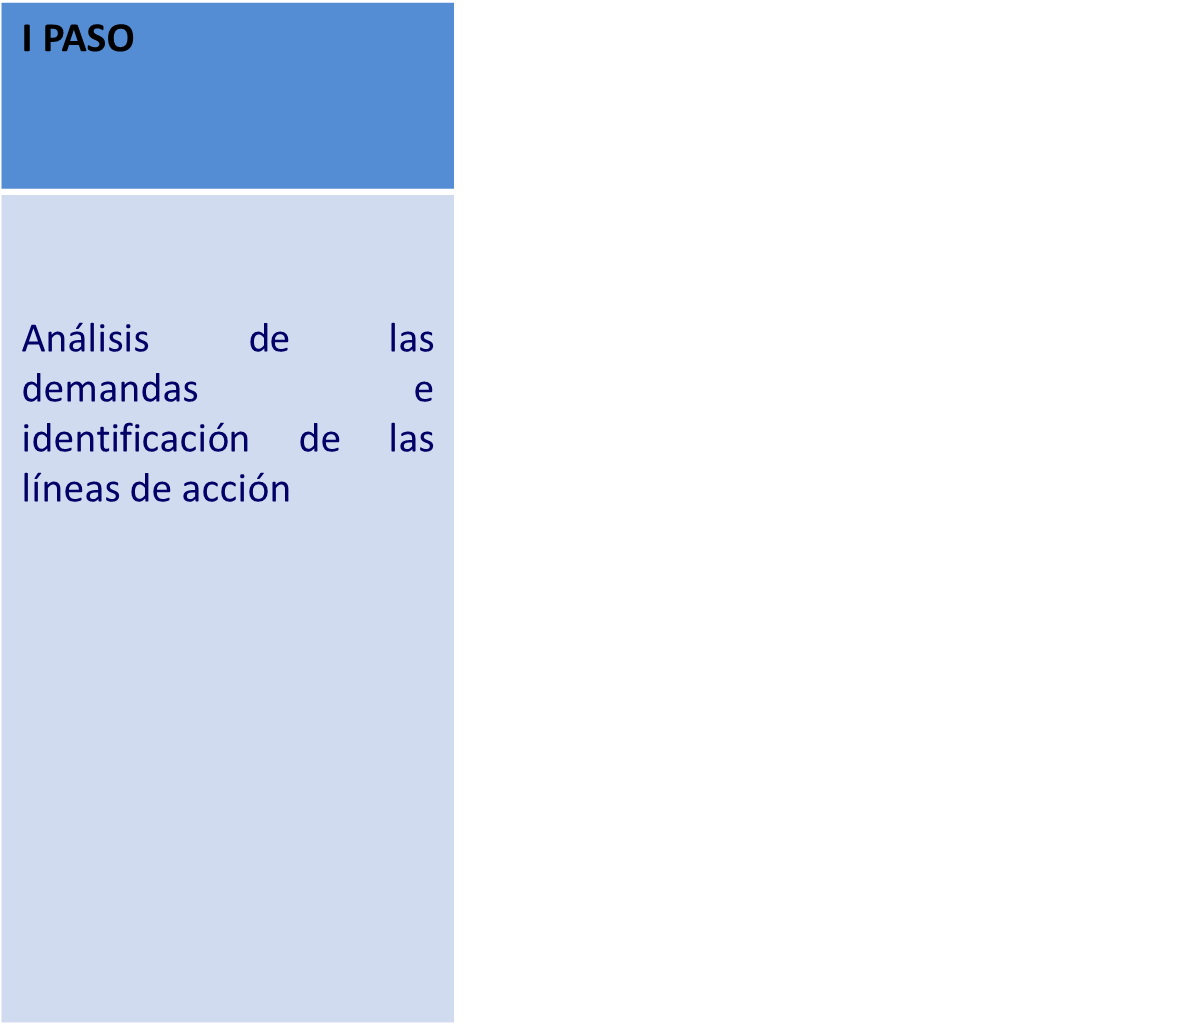 I PASO
Análisis de las
demandas e
identificación de las
líneas de acción